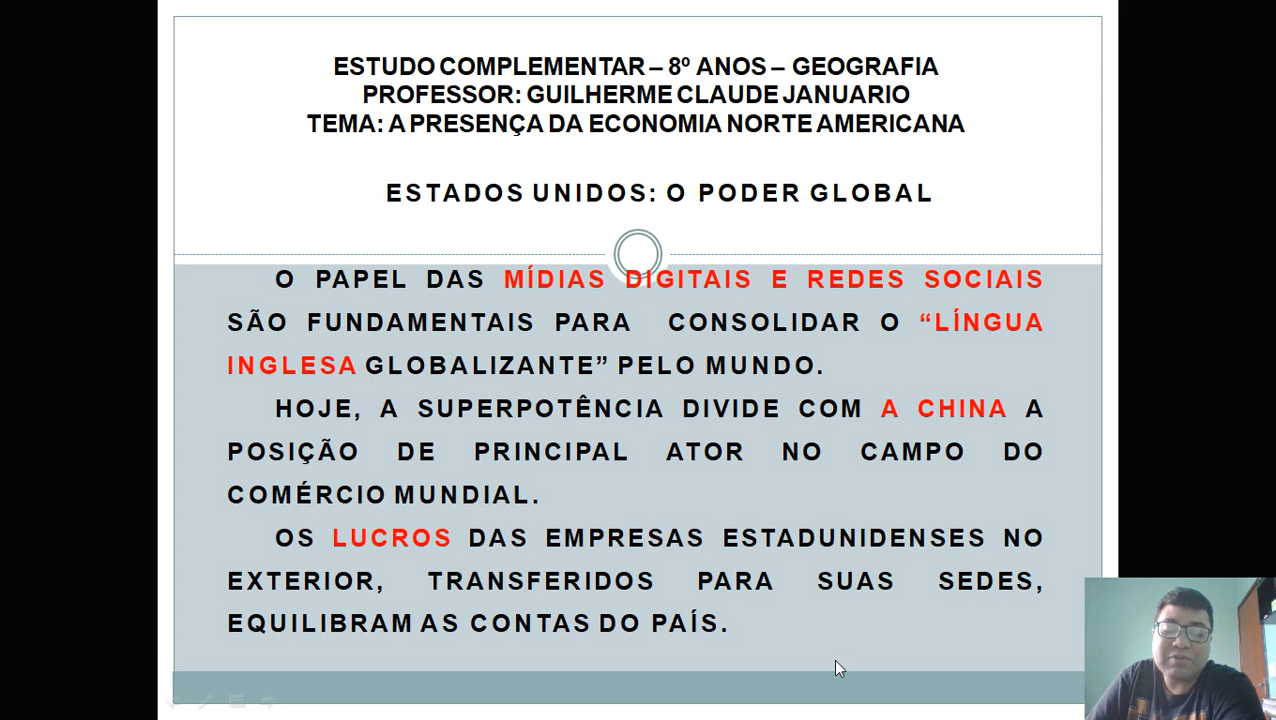 ESTUDO COMPLEMENTAR – 8º ANOS – GEOGRAFIA
PROFESSOR: GUILHERME CLAUDE JANUARIO
TEMA: A PRESENÇA DA ECONOMIA NORTE AMERICANA
ESTADOS UNIDOS: O PODER GLOBAL
O PAPEL DAS MÍDIAS DIGITAIS E REDES SOCIAIS
SÃO FUNDAMENTAIS PARA CONSOLIDAR O “LÍNGUA
INGLESA GLOBALIZANTE” PELO MUNDO.
HOJE, A SUPERPOTÊNCIA DIVIDE COM A CHINA A
POSIÇÃO DE PRINCIPAL ATOR NO CAMPO DO
COMÉRCIO MUNDIAL.
OS LUCROS DAS EMPRESAS ESTADUNIDENSES NO
EXTERIOR, TRANSFERIDOS PARA SUAS SEDES,
EQUILIBRAM AS CONTAS DO PAÍS.